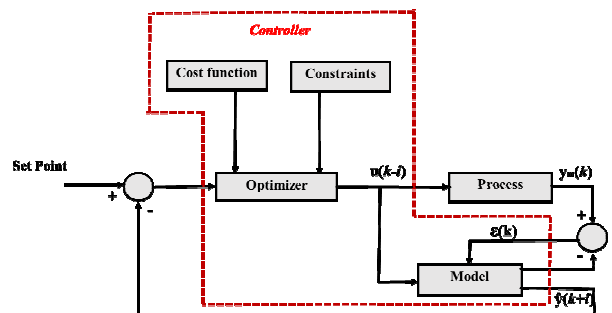 Controller
Cost function
Constraints
Set Point
+
-
Optimizer
u(k-i)
Process
y=(k)
+
-
ε(k)
Model
ŷ(k+i)